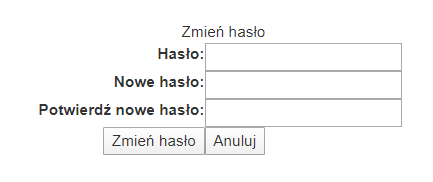 Zmień hasło
Hasło:
Nowe hasło:
Potwierdź nowe hasło:
Zmień hasło Anuluj